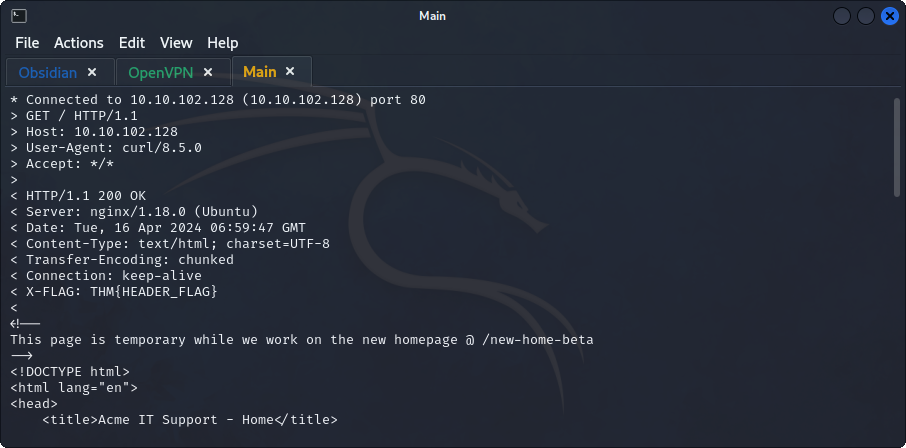 Main
File Actions Edit View Help
Obsidian OpenVPN Main
* Connected to 10.10.102.128 (10.10.102.128) port 80
> GET / HTTP/1.1
> Host: 10.10.102.128
> User-Agent: curl/8.5.0
> Accept: */*
>
< HTTP/1.1 200 OK
< Server: nginx/1.18.0 (Ubuntu)
< Date: Tue, 16 Apr 2024 06:59:47 GMT
< Content-Type: text/html; charset=UTF-8
< Transfer-Encoding: chunked
< Connection: keep-alive
< X-FLAG: THM{HEADER_FLAG}
<
<!--
This page is temporary while we work on the new homepage @ /new-home-beta
-->
<!DOCTYPE html>
<html lang="en">
<head>
    <title>Acme IT Support - Home</title>